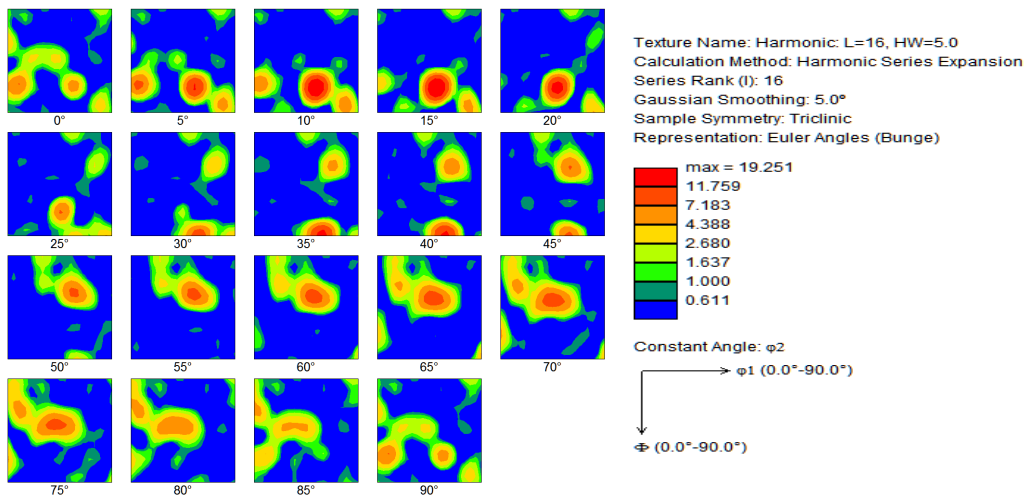 0°
5°
10°
15°
20°
25°
30°
35°
40°
45°
50°
55°
60°
65°
70°
75°
80°
85°
90°
Texture Name: Harmonic: L=16, HW=5.0
Calculation Method: Harmonic Series Expansion
Series Rank (l): 16
Gaussian Smoothing: 5.0°
Sample Symmetry: Triclinic
Representation: Euler Angles (Bunge)
max = 19.251
11.759
7.183
4.388
2.680
1.637
1.000
0.611
Constant Angle: φ2
φ1 (0.0°-90.0°)
Φ (0.0°-90.0°)